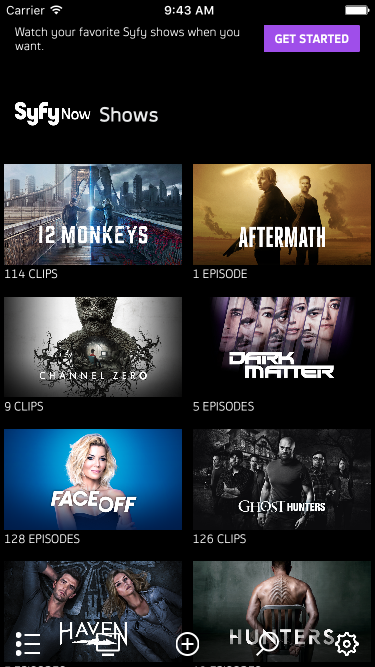 Carrier 9:43 AM
Watch your favorite Syfy shows when you
want.
GET STARTED
Syfy Now Shows
12 MONKEYS
AFTERMATH
114 CLIPS
1 EPISODE
CHANNEL ZERO
DARK
MATTER
9 CLIPS
5 EPISODES
FACE OFF
GHOST HUNTERS
128 EPISODES
126 CLIPS
HAVEN
HUNTERS